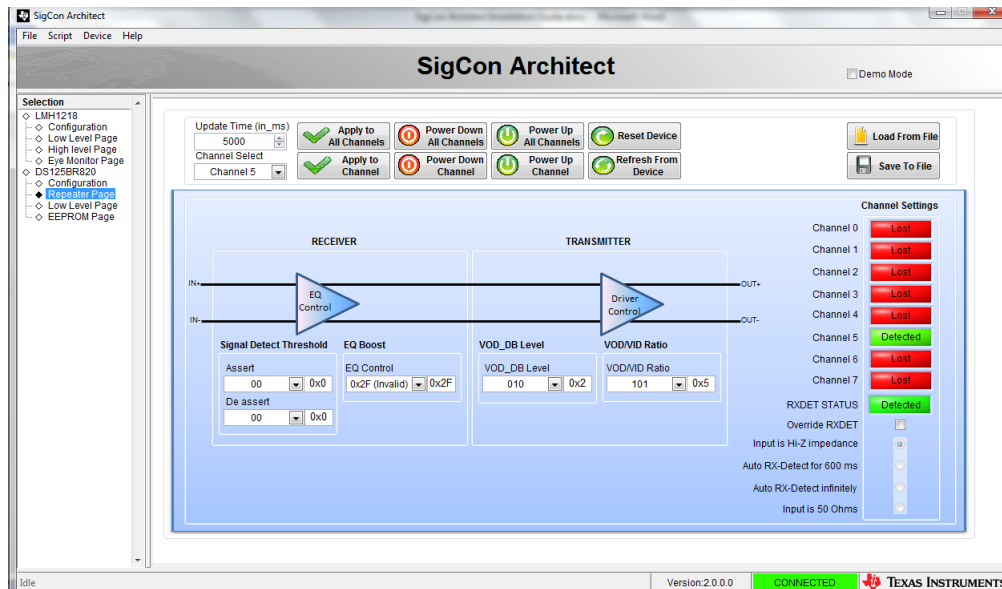 SigCon Architect
SigCon Architect Installation Guide.docx - Microsoft Word
File Script Device Help
SigCon Architect
Demo Mode
Selection
LMH1218
Configuration
Low Level Page
High level Page
Eye Monitor Page
DS125BR820
Configuration
Repeater Page
Low Level Page
EEPROM Page
Update Time (in_ms)
5000
Channel Select
Channel 5
Apply to All Channels
Power Down All Channels
Power Up All Channels
Reset Device
Apply to Channel
Power Down Channel
Power Up Channel
Refresh From Device
Load From File
Save To File
Channel Settings
Channel 0 Lost
Channel 1 Lost
Channel 2 Lost
Channel 3 Lost
Channel 4 Lost
Channel 5 Detected
Channel 6 Lost
Channel 7 Lost
RXDET STATUS Detected
Override RXDET
Input is Hi-Z impedance
Auto RX-Detect for 600 ms
Auto RX-Detect infinitely
Input is 50 Ohms
RECEIVER
TRANSMITTER
IN+
IN-
EQ
Control
Driver
Control
OUT+
OUT-
Signal Detect Threshold
Assert
00 0x0
De assert
00 0x0
EQ Boost
EQ Control
0x2F (Invalid) 0x2F
VOD_DB Level
VOD_DB Level
010 0x2
VOD/VID Ratio
VOD/VID Ratio
101 0x5
Idle
Version:2.0.0.0
CONNECTED
TEXAS INSTRUMENTS